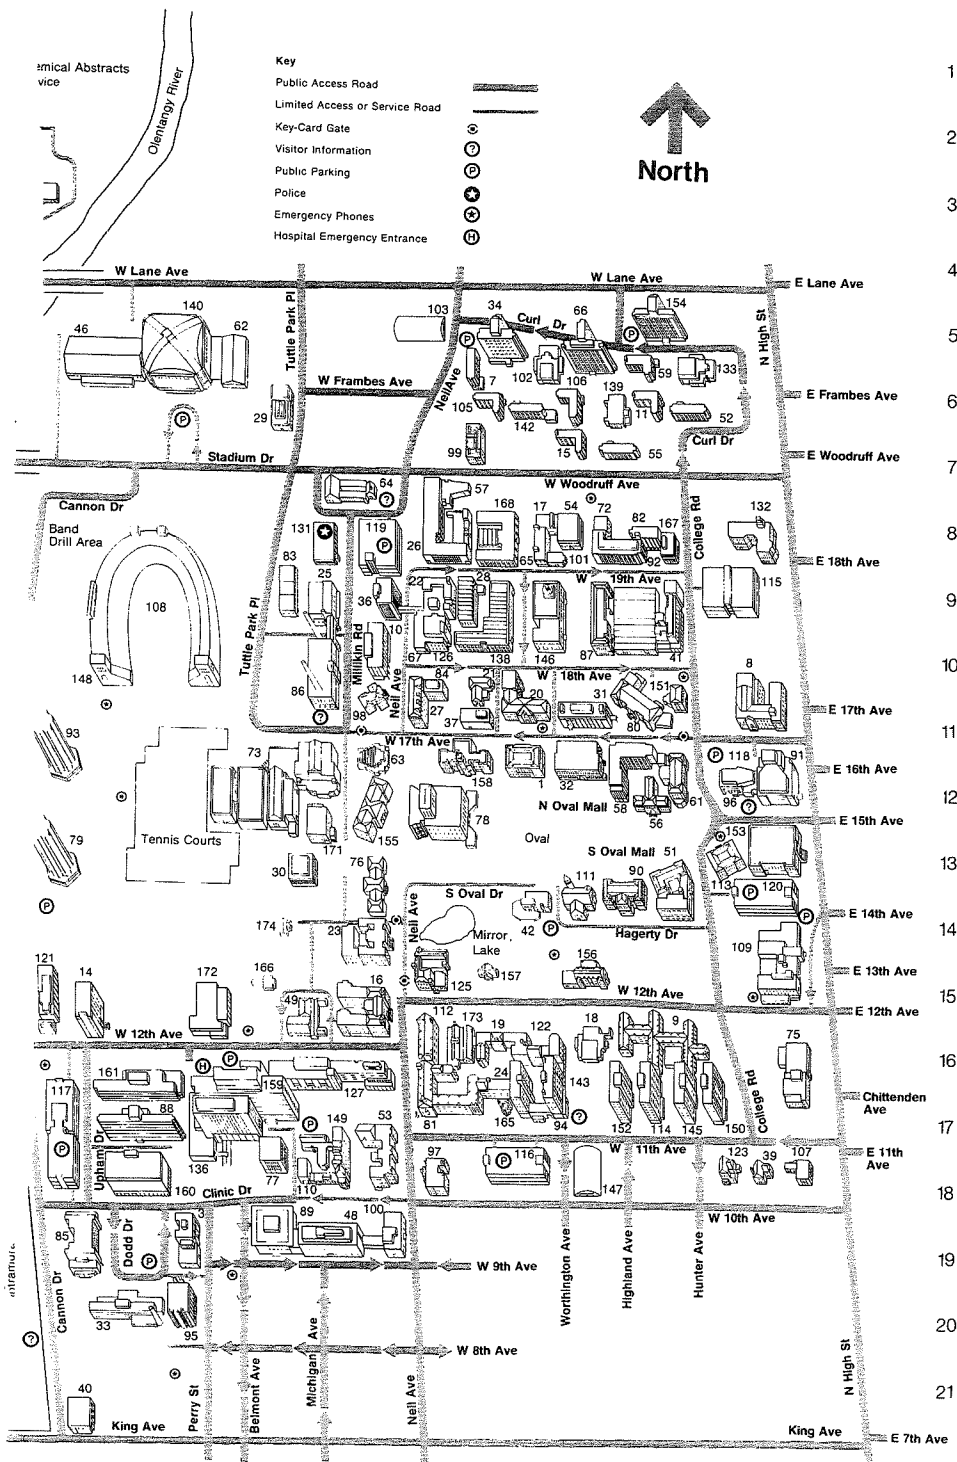 emical Abstracts
vice
Olentangy River
Key
Public Access Road
Limited Access or Service Road
Key-Card Gate
Visitor Information
?
Public Parking
P
Police
Emergency Phones
Hospital Emergency Entrance
H
North
1
2
3
4
W Lane Ave
W Lane Ave
E Lane Ave
Tuttle Park Pl
N High St
46
140
62
103
34
66
154
Curl Dr
5
P
P
W Frambes Ave
Neil Ave
7
102
106
139
59
133
E Frambes Ave
6
29
P
105
142
11
52
Curl Dr
99
15
55
E Woodruff Ave
7
Stadium Dr
W Woodruff Ave
Cannon Dr
64
?
57
168
17
54
72
82
167
College Rd
132
8
Band
Drill Area
131
119
P
26
65
101
92
E 18th Ave
W 19th Ave
83
25
22
28
115
9
108
36
10
Tuttle Park Pl
Millikin Rd
67
126
138
146
87
41
8
10
148
W 18th Ave
86
84
2
20
31
151
Neil Ave
98
27
37
80
E 17th Ave
11
?
W 17th Ave
93
73
63
158
1
32
58
56
61
P
118
91
E 16th Ave
96
?
12
N Oval Mall
155
78
Oval
E 15th Ave
79
Tennis Courts
171
30
76
S Oval Mall
51
153
13
P
S Oval Dr
111
90
113
P
120
P
E 14th Ave
174
23
Neil Ave
Mirror
Lake
42
P
Hagerty Dr
109
14
121
14
172
166
16
125
157
156
E 13th Ave
15
49
W 12th Ave
E 12th Ave
W 12th Ave
112
173
19
122
18
9
75
16
H
P
161
159
127
24
143
College Rd
Chittenden
Ave
117
88
P
149
53
81
165
94
?
152
114
145
150
17
P
Upham Dr
136
77
110
97
P
116
W 11th Ave
123
39
107
E 11th
Ave
160
147
18
Clinic Dr
W 10th Ave
3
89
48
100
85
Dodd Dr
P
W 9th Ave
19
Cannon Dr
Worthington Ave
Highland Ave
Hunter Ave
33
95
?
20
W 8th Ave
Perry St
Belmont Ave
Michigan Ave
Neil Ave
N High St
21
40
King Ave
King Ave
E 7th Ave